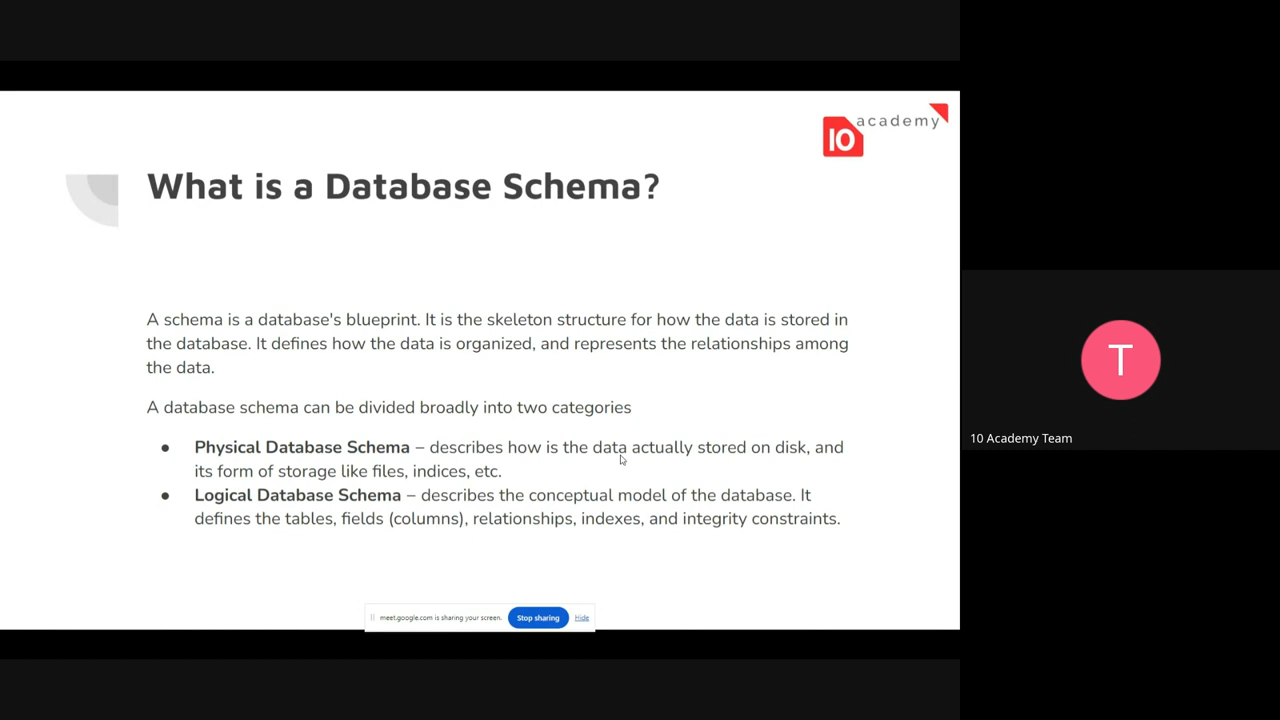 10 academy
What is a Database Schema?
A schema is a database's blueprint. It is the skeleton structure for how the data is stored in
the database. It defines how the data is organized, and represents the relationships among
the data.
A database schema can be divided broadly into two categories
● Physical Database Schema – describes how is the data actually stored on disk, and
its form of storage like files, indices, etc.
● Logical Database Schema – describes the conceptual model of the database. It
defines the tables, fields (columns), relationships, indexes, and integrity constraints.
meet.google.com is sharing your screen. Stop sharing Hide
T
10 Academy Team